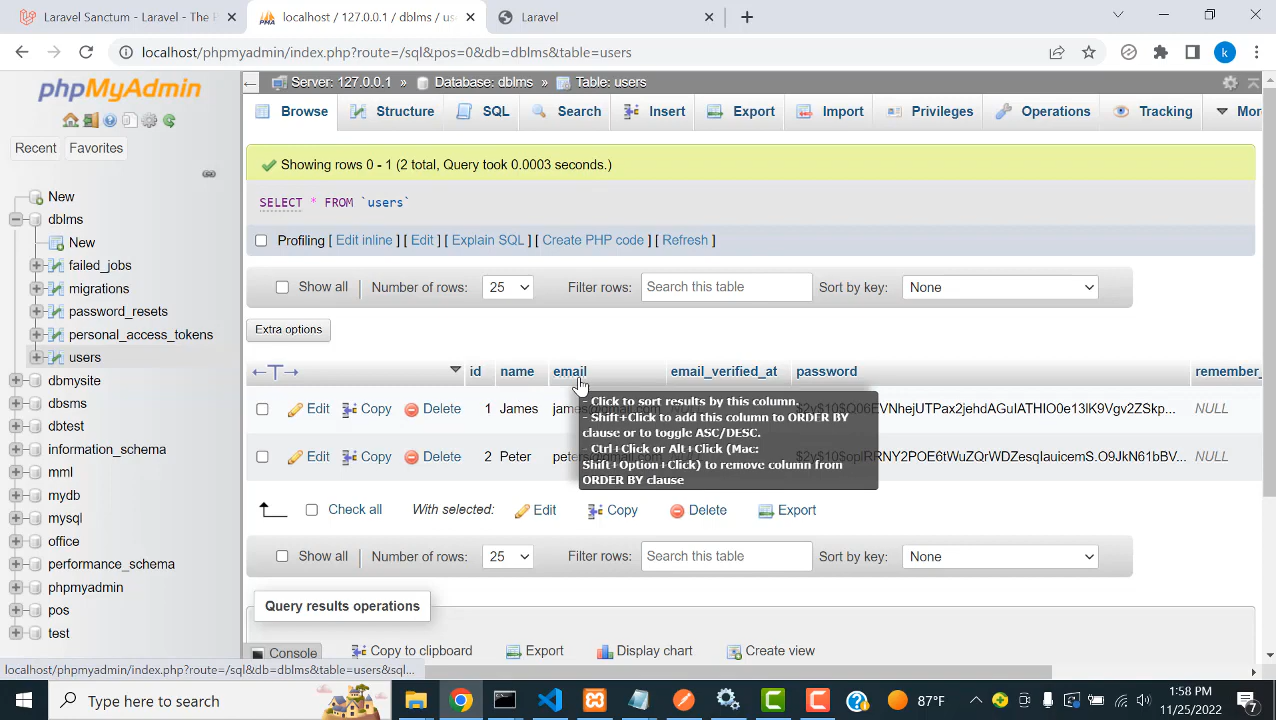 Laravel Sanctum - Laravel - The
localhost / 127.0.0.1 / dblms / us
Laravel
localhost/phpmyadmin/index.php?route=/sql&pos=0&db=dblms&table=users
k
phpMyAdmin
Recent
Favorites
New
dblms
New
failed_jobs
migrations
password_resets
personal_access_tokens
users
dbmysite
dbsms
dbtest
information_schema
mml
mydb
mysql
office
performance_schema
phpmyadmin
pos
test
Server: 127.0.0.1 » Database: dblms » Table: users
Browse Structure SQL Search Insert Export Import Privileges Operations Tracking Mor
Showing rows 0 - 1 (2 total, Query took 0.0003 seconds.)
SELECT * FROM `users`
Profiling [ Edit inline ] [ Edit ] [ Explain SQL ] [ Create PHP code ] [ Refresh ]
Show all Number of rows: 25 Filter rows: Search this table Sort by key: None
Extra options
id name email email_verified_at password remember_
Edit Copy Delete 1 James NULL
Edit Copy Delete 2 Peter NULL
- Click to sort results by this column.
- Shift+Click to add this column to ORDER BY
clause or to toggle ASC/DESC.
- Ctrl+Click or Alt+Click (Mac:
Shift+Option+Click) to remove column from
ORDER BY clause
Check all With selected: Edit Copy Delete Export
Show all Number of rows: 25 Filter rows: Search this table Sort by key: None
Query results operations
Console Copy to clipboard Export Display chart Create view
localhost/phpmyadmin/index.php?route=/sql&db=dblms&table=users&sql...
Type here to search
87°F
1:58 PM
11/25/2022
7